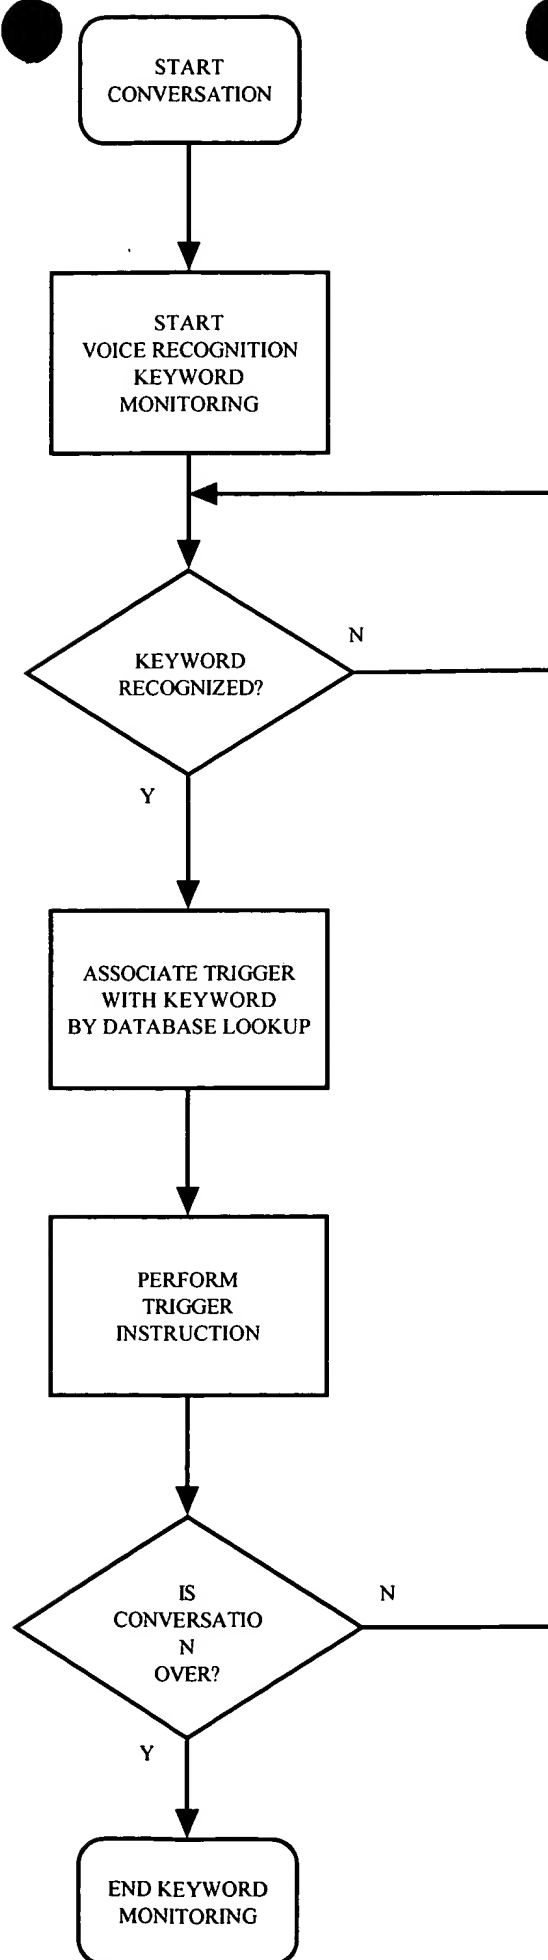 START
CONVERSATION
START
VOICE RECOGNITION
KEYWORD
MONITORING
N
KEYWORD
RECOGNIZED?
Y
ASSOCIATE TRIGGER
WITH KEYWORD
BY DATABASE LOOKUP
PERFORM
TRIGGER
INSTRUCTION
IS
N
CONVERSATIO
N
OVER?
Y
END KEYWORD
MONITORING